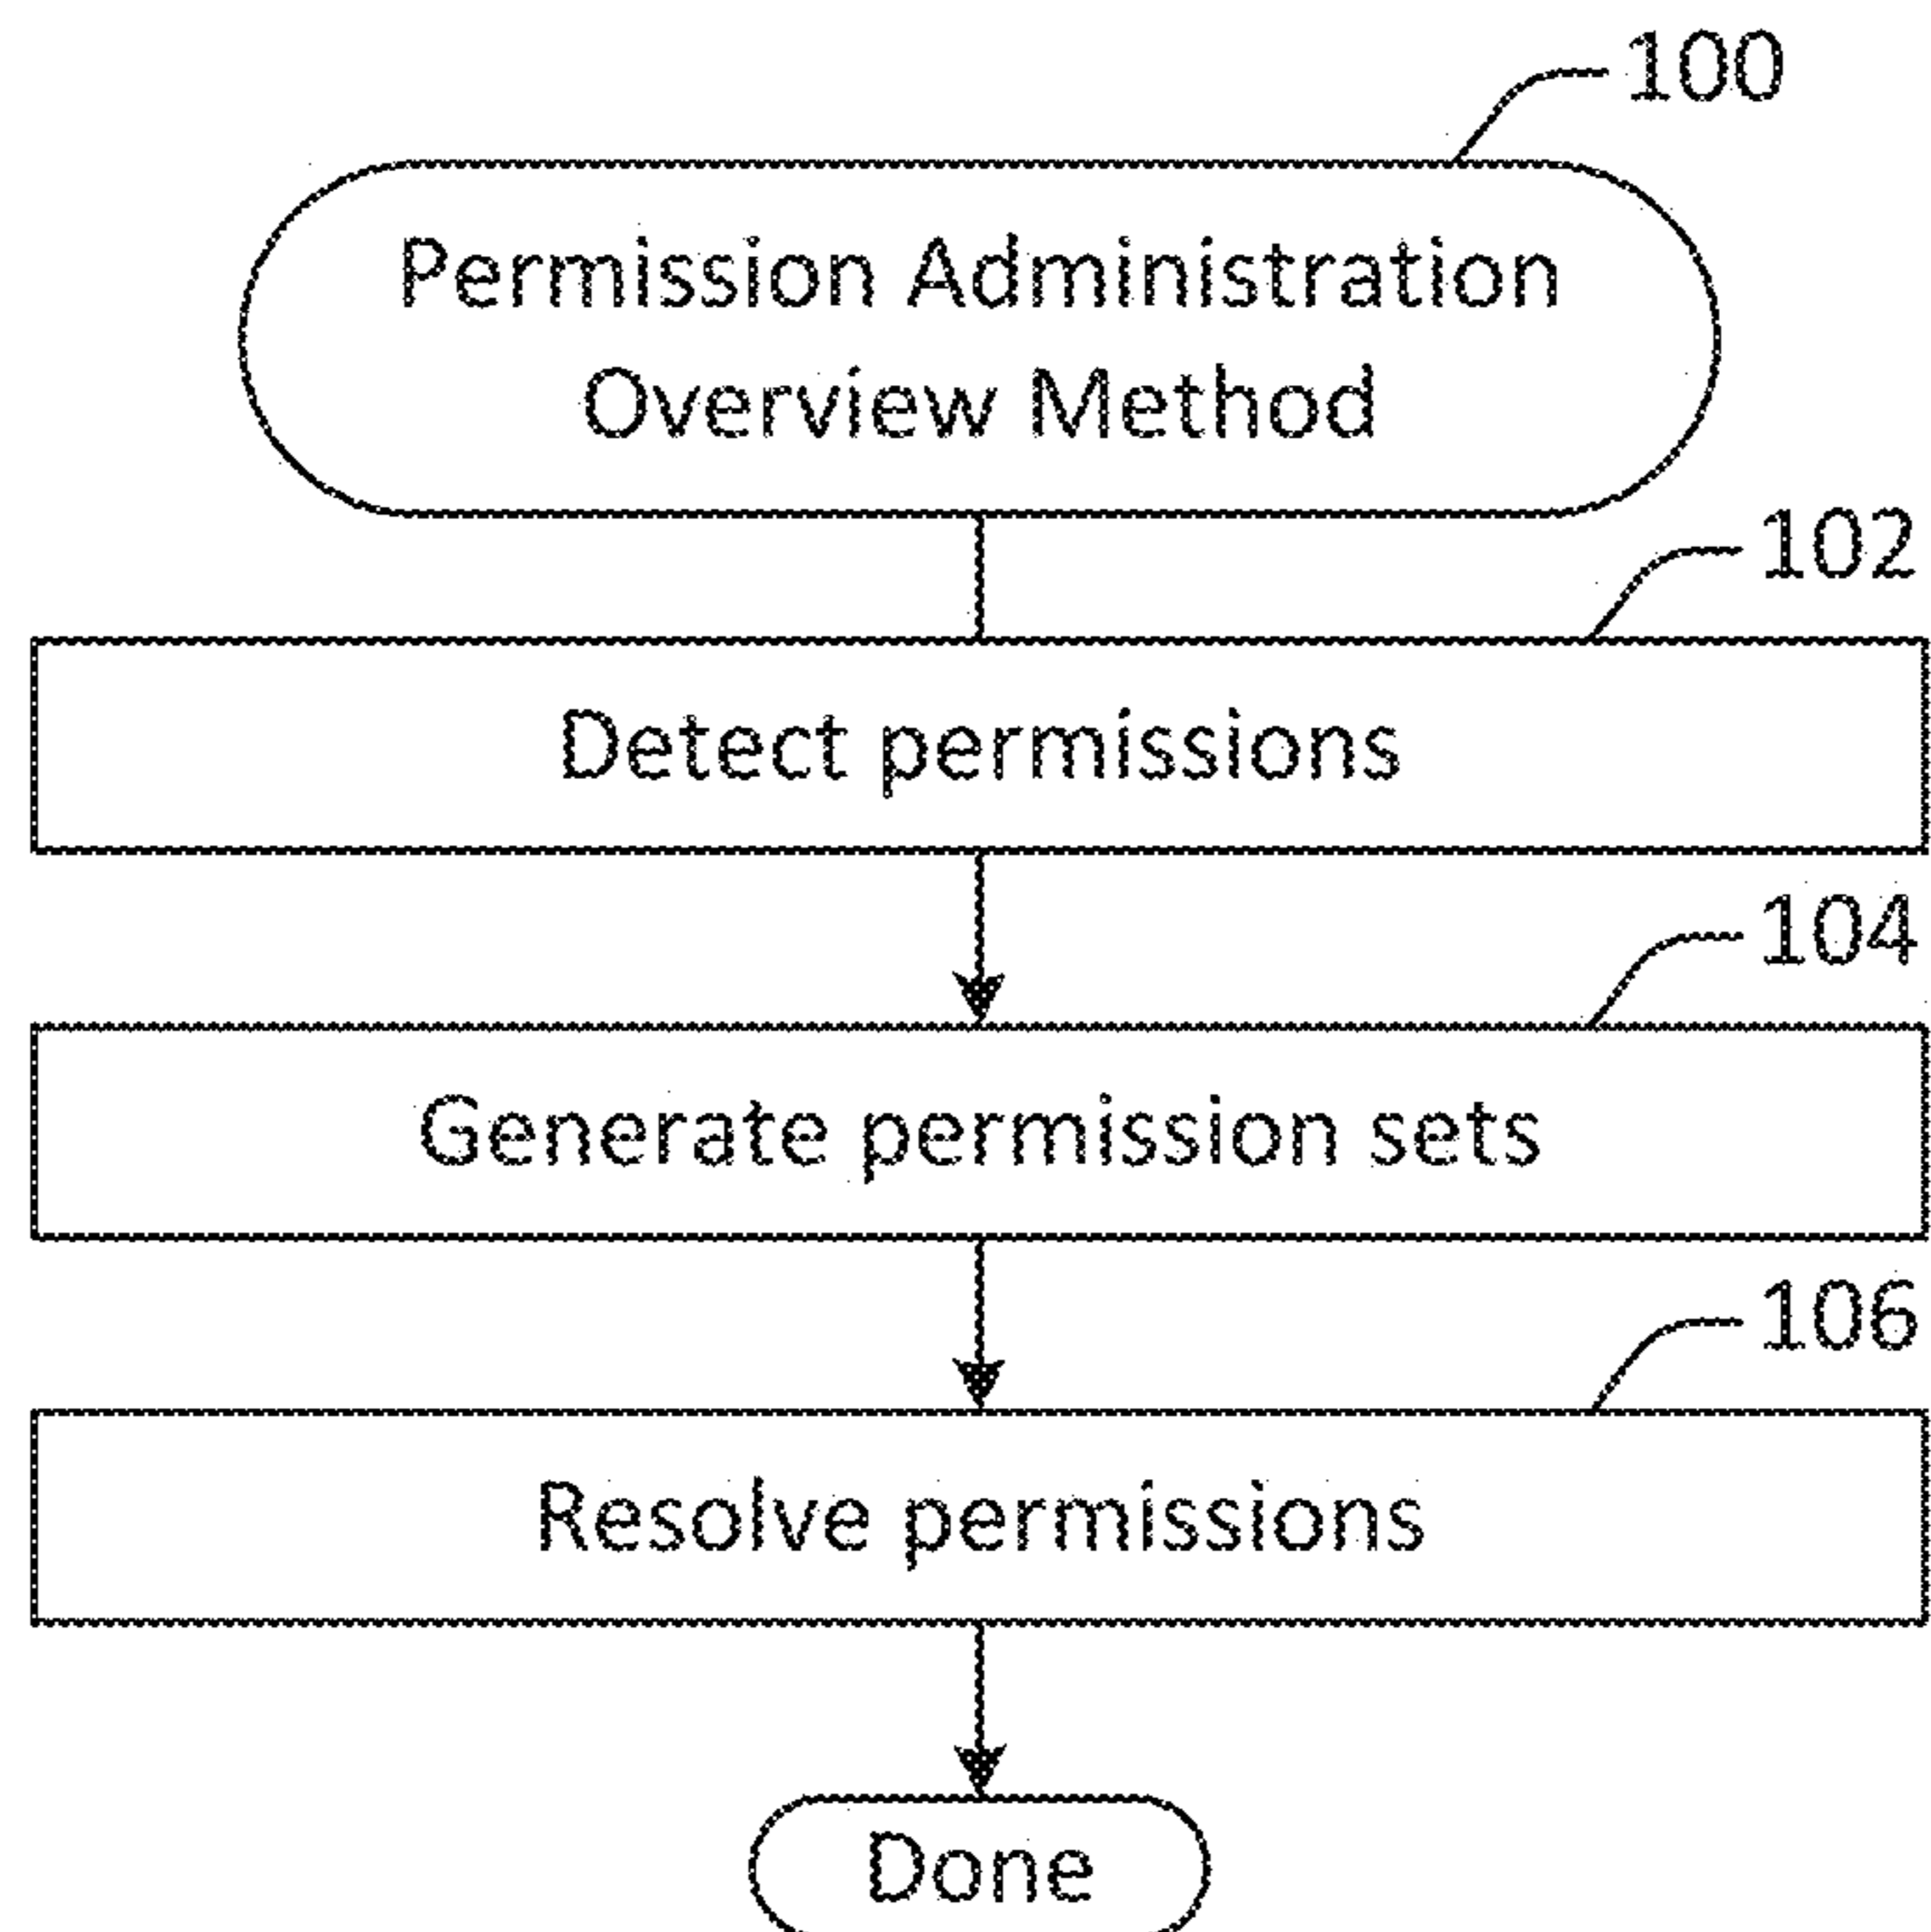 100
Permission Administration
Overview Method
102
Detect permissions
104
Generate permission sets
106
Resolve permissions
Done